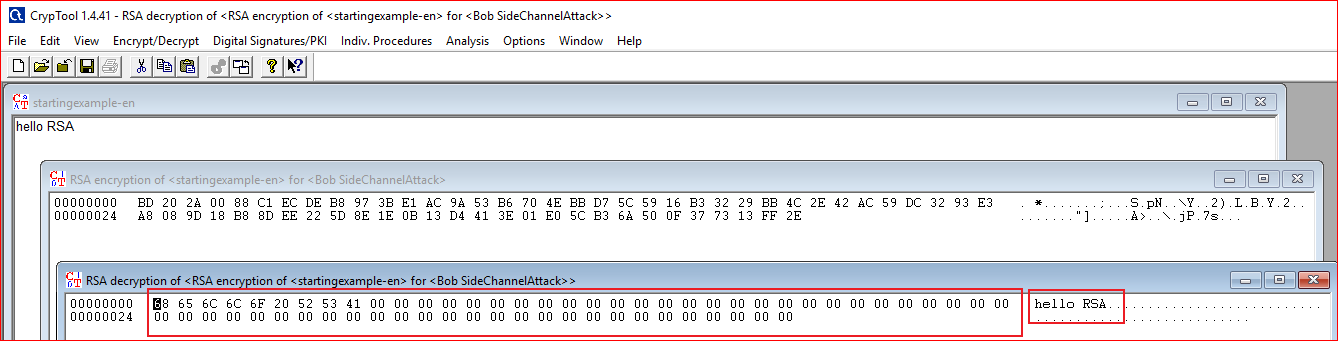 CrypTool 1.4.41 - RSA decryption of <RSA encryption of <startingexample-en> for <Bob SideChannelAttack>>
File Edit View Encrypt/Decrypt Digital Signatures/PKI Indiv. Procedures Analysis Options Window Help
startingexample-en
hello RSA
RSA encryption of <startingexample-en> for <Bob SideChannelAttack>
00000000 BD 20 2A 00 88 C1 EC DE B8 97 3B E1 AC 9A 53 B6 70 4E BB D7 5C 59 16 B3 32 29 BB 4C 2E 42 AC 59 DC 32 93 E3 . *.......;...S.pN..\Y..2).L.B.Y.2..
00000024 A8 08 9D 18 B8 8D EE 22 5D 8E 1E 0B 13 D4 41 3E 01 E0 5C B3 6A 50 0F 37 73 13 FF 2E ......."].....A>..\.jP.7s...
RSA decryption of <RSA encryption of <startingexample-en> for <Bob SideChannelAttack>>
00000000 68 65 6C 6C 6F 20 52 53 41 00 00 00 00 00 00 00 00 00 00 00 00 00 00 00 00 00 00 00 00 00 00 00 00 00 00 00 hello RSA...........................
00000024 00 00 00 00 00 00 00 00 00 00 00 00 00 00 00 00 00 00 00 00 00 00 00 00 00 00 00 00 ............................